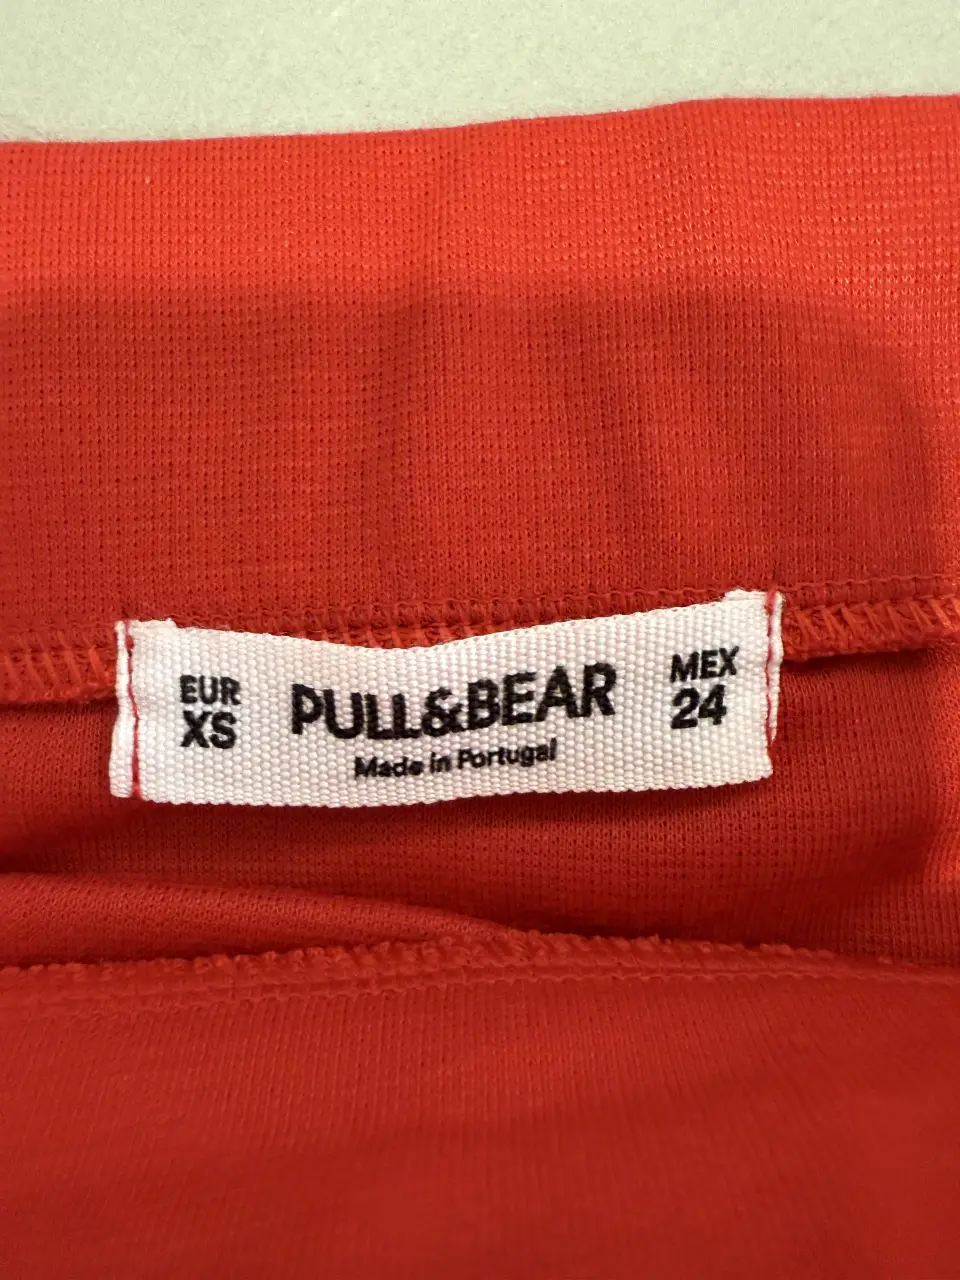 EUR
XS
PULL&BEAR
Made in Portugal
MEX
24